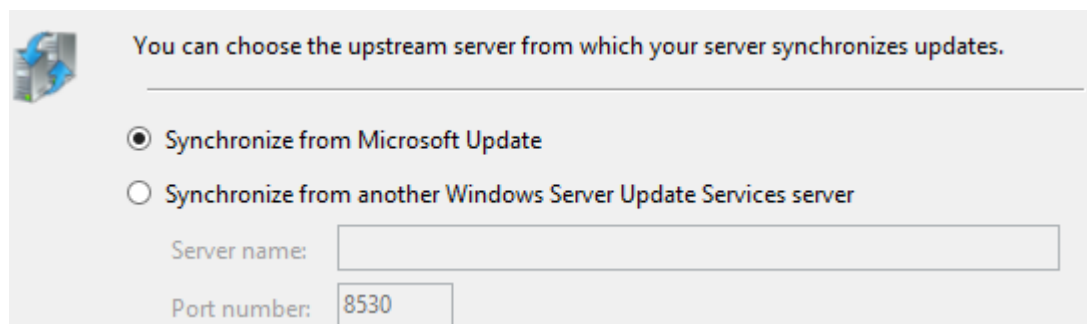 You can choose the upstream server from which your server synchronizes updates.
Synchronize from Microsoft Update
Synchronize from another Windows Server Update Services server
Server name:
Port number: 8530